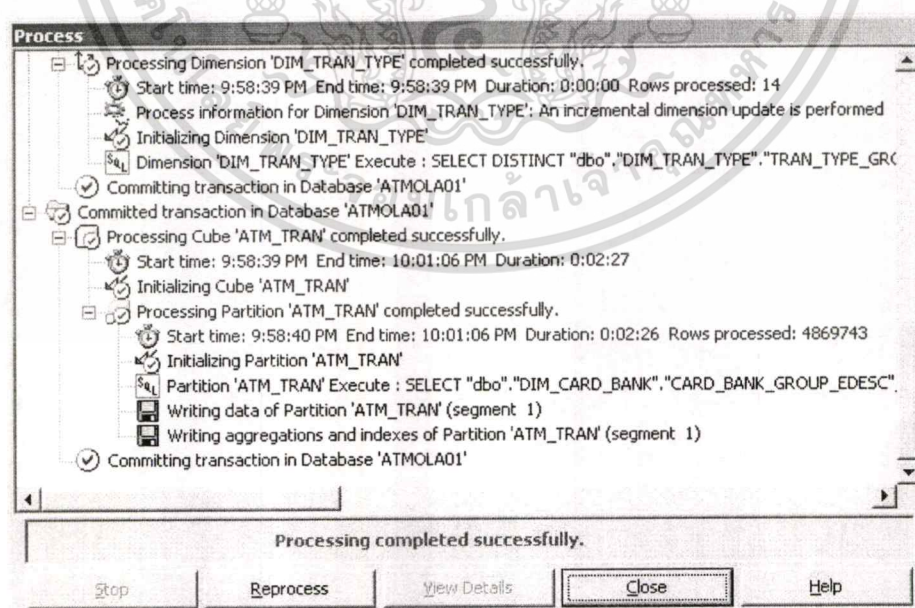 Process
Processing Dimension 'DIM_TRAN_TYPE' completed successfully.
Start time: 9:58:39 PM End time: 9:58:39 PM Duration: 0:00:00 Rows processed: 14
Process information for Dimension 'DIM_TRAN_TYPE': An incremental dimension update is performed
Initializing Dimension 'DIM_TRAN_TYPE'
SQL Dimension 'DIM_TRAN_TYPE' Execute : SELECT DISTINCT "dbo"."DIM_TRAN_TYPE"."TRAN_TYPE_GRO
Committing transaction in Database 'ATMOLA01'
Committed transaction in Database 'ATMOLA01'
Processing Cube 'ATM_TRAN' completed successfully.
Start time: 9:58:39 PM End time: 10:01:06 PM Duration: 0:02:27
Initializing Cube 'ATM_TRAN'
Processing Partition 'ATM_TRAN' completed successfully.
Start time: 9:58:40 PM End time: 10:01:06 PM Duration: 0:02:26 Rows processed: 4869743
Initializing Partition 'ATM_TRAN'
SQL Partition 'ATM_TRAN' Execute : SELECT "dbo"."DIM_CARD_BANK"."CARD_BANK_GROUP_EDESC",
Writing data of Partition 'ATM_TRAN' (segment 1)
Writing aggregations and indexes of Partition 'ATM_TRAN' (segment 1)
Committing transaction in Database 'ATMOLA01'
Processing completed successfully.
Stop Reprocess View Details Close Help